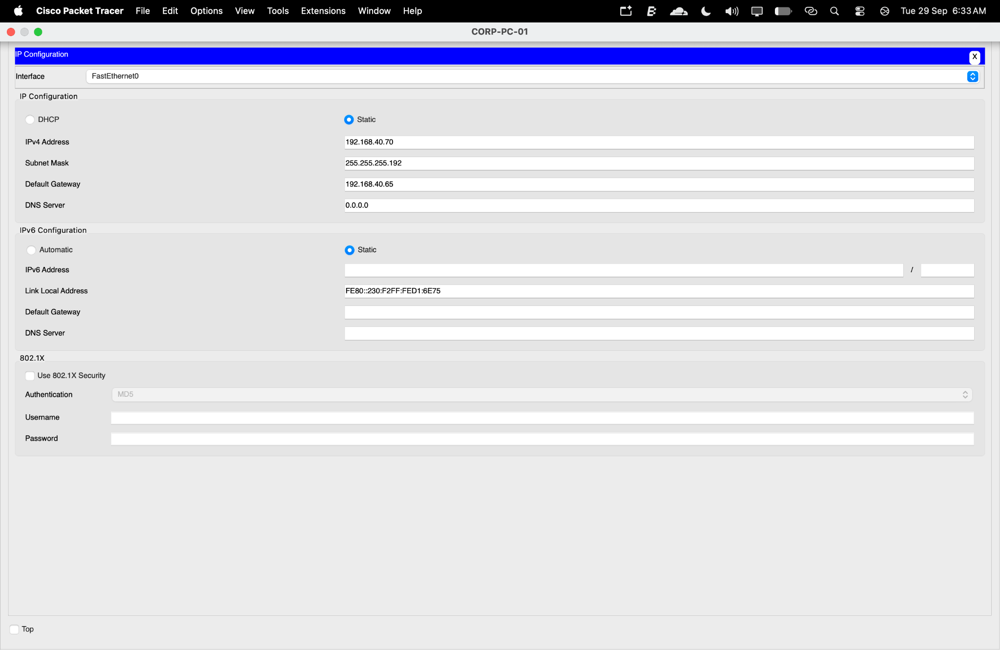 Cisco Packet Tracer File Edit Options View Tools Extensions Window Help Tue 29 Sep 6:33 AM
CORP-PC-01
IP Configuration X
Interface FastEthernet0
IP Configuration
DHCP Static
IPv4 Address 192.168.40.70
Subnet Mask 255.255.255.192
Default Gateway 192.168.40.65
DNS Server 0.0.0.0
IPv6 Configuration
Automatic Static
IPv6 Address /
Link Local Address FE80::230:F2FF:FED1:6E75
Default Gateway
DNS Server
802.1X
Use 802.1X Security
Authentication MD5
Username
Password
Top